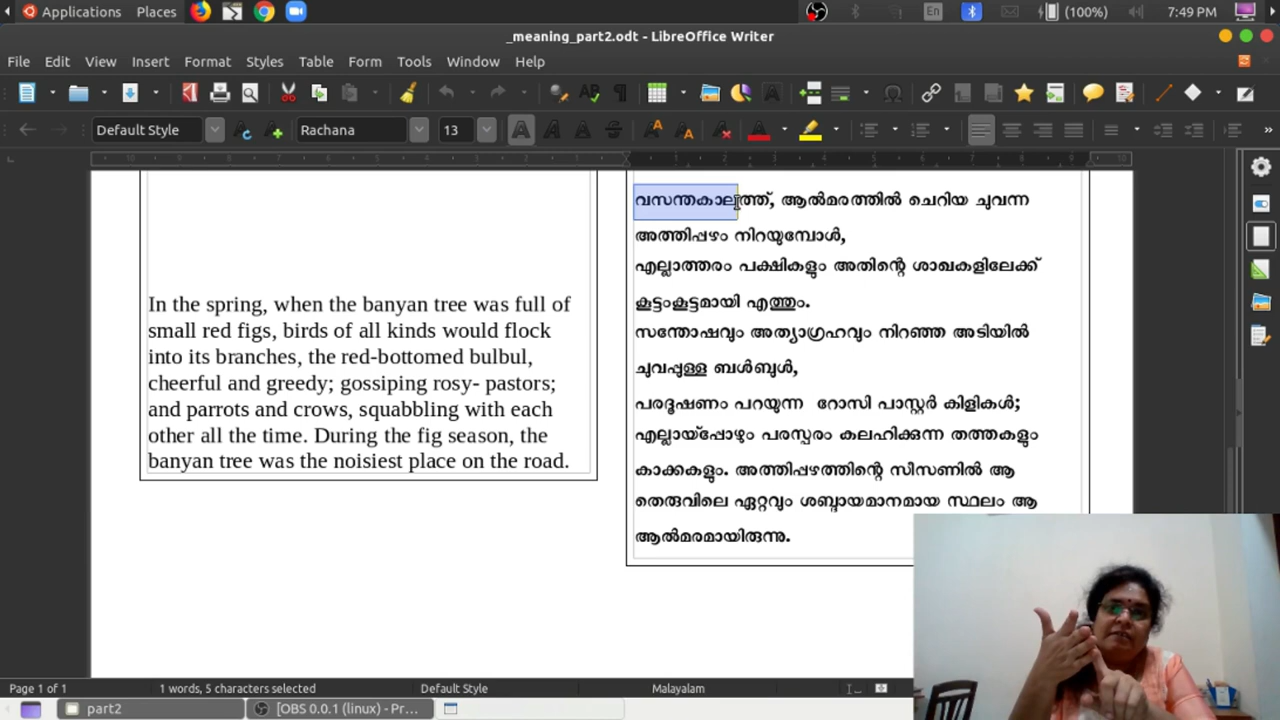 Applications Places En (100%) 7:49 PM
_meaning_part2.odt - LibreOffice Writer
File Edit View Insert Format Styles Table Form Tools Window Help
Default Style Rachana 13
വസന്തകാലത്ത്, ആൽമരത്തിൽ ചെറിയ ചുവന്ന
അത്തിപ്പഴം നിറയുമ്പോൾ,
എല്ലാത്തരം പക്ഷികളും അതിന്റെ ശാഖകളിലേക്ക്
കൂട്ടംകൂട്ടമായി എത്തും.
സന്തോഷവും അത്യാഗ്രഹവും നിറഞ്ഞ അടിയിൽ
ചുവപ്പുള്ള ബൾബുൾ,
പരദൂഷണം പറയുന്ന റോസി പാസ്റ്റർ കിളികൾ;
എല്ലായ്പ്പോഴും പരസ്പരം കലഹിക്കുന്ന തത്തകളും
കാക്കകളും. അത്തിപ്പഴത്തിന്റെ സീസണിൽ ആ
തെരുവിലെ ഏറ്റവും ശബ്ദായമാനമായ സ്ഥലം ആ
ആൽമരമായിരുന്നു.
In the spring, when the banyan tree was full of
small red figs, birds of all kinds would flock
into its branches, the red-bottomed bulbul,
cheerful and greedy; gossiping rosy- pastors;
and parrots and crows, squabbling with each
other all the time. During the fig season, the
banyan tree was the noisiest place on the road.
Page 1 of 1 1 words, 5 characters selected Default Style Malayalam
part2 [OBS 0.0.1 (linux) - Pr...